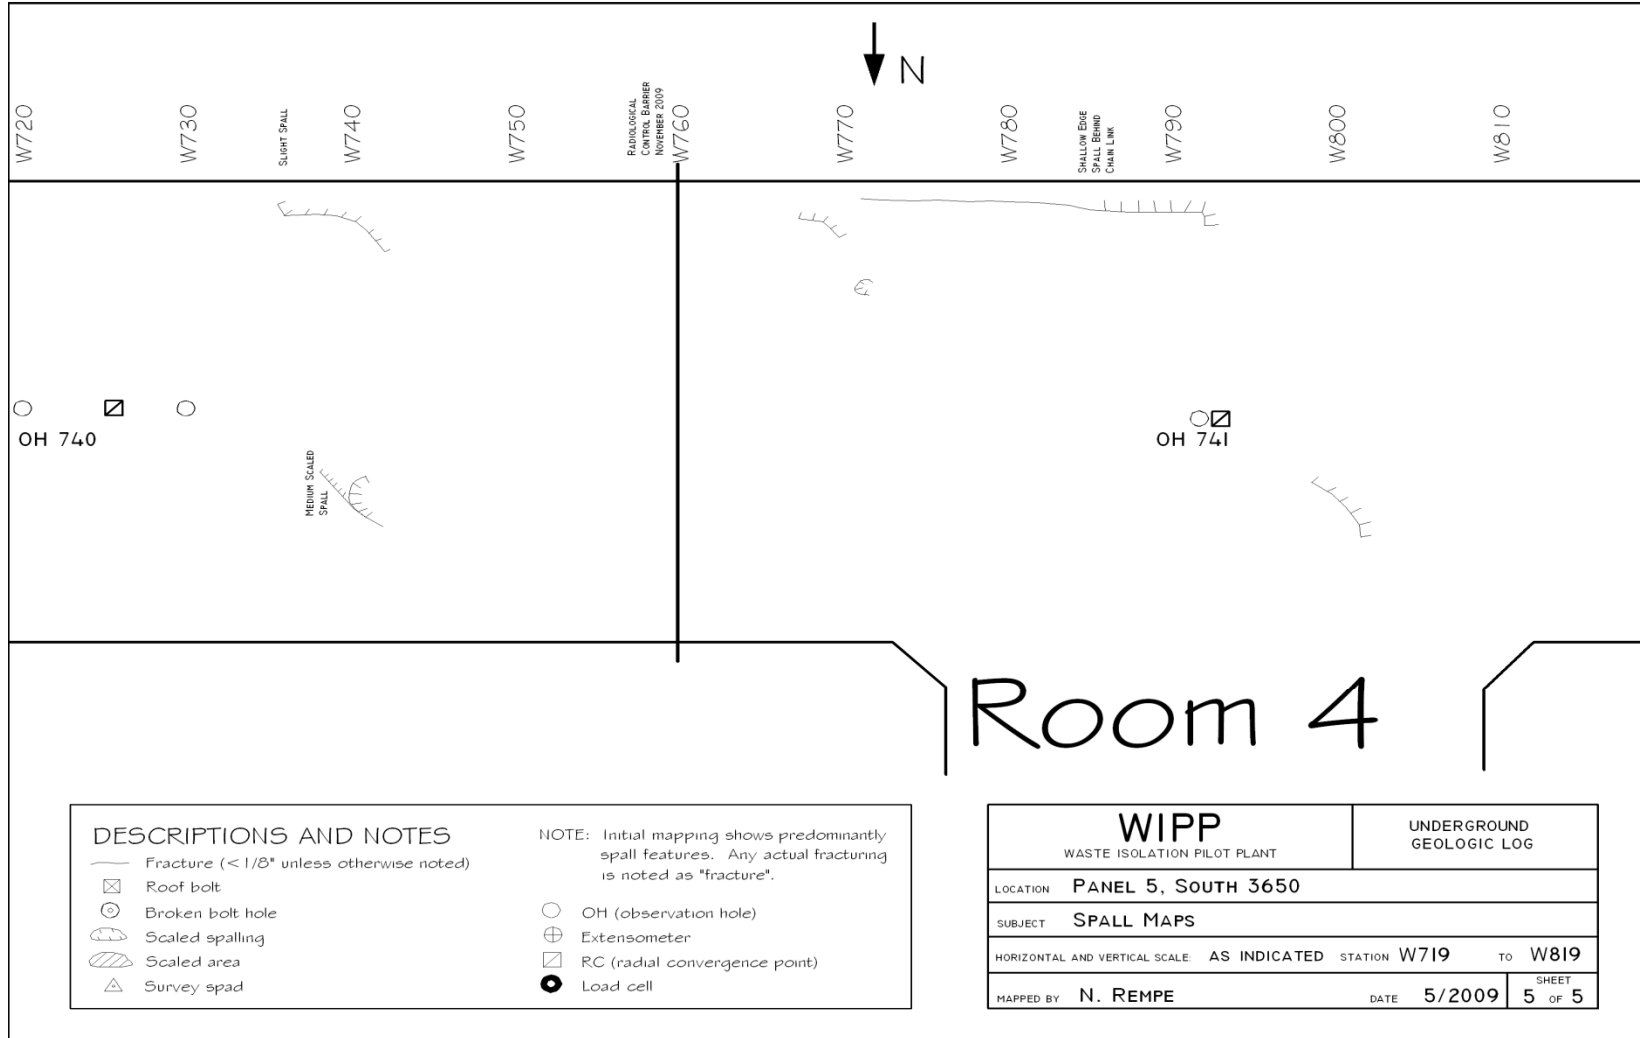 N
W720
W730
SLIGHT SPALL
W740
W750
RADIOLOGICAL
CONTROL BARRIER
NOVEMBER 2009
W760
W770
W780
SHALLOW EDGE
SPALL BEHIND
CHAIN LINK
W790
W800
W810
OH 740
OH 741
MEDIUM SCALED
SPALL
Room 4
DESCRIPTIONS AND NOTES
Fracture (<1/8" unless otherwise noted)
Roof bolt
Broken bolt hole
Scaled spalling
Scaled area
Survey spad
NOTE: Initial mapping shows predominantly
spall features. Any actual fracturing
is noted as "fracture".
OH (observation hole)
Extensometer
RC (radial convergence point)
Load cell
WIPP
WASTE ISOLATION PILOT PLANT
UNDERGROUND
GEOLOGIC LOG
LOCATION PANEL 5, SOUTH 3650
SUBJECT SPALL MAPS
HORIZONTAL AND VERTICAL SCALE: AS INDICATED STATION W719 TO W819
MAPPED BY N. REMPE DATE 5/2009
SHEET
5 OF 5